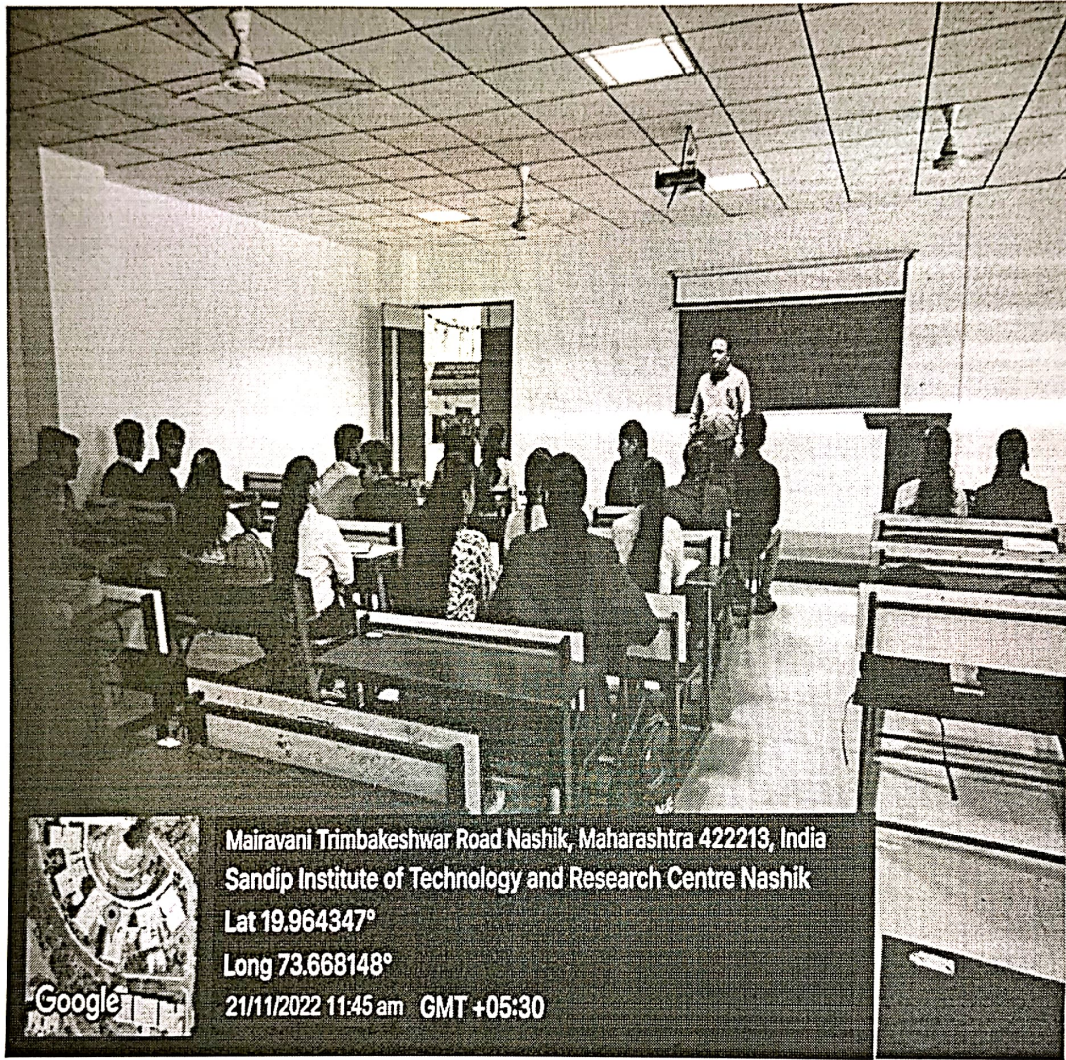 Mairavani Trimbakeshwar Road Nashik, Maharashtra 422213, India
Sandip Institute of Technology and Research Centre Nashik
Lat 19.964347°
Long 73.668148°
21/11/2022 11:45 am GMT +05:30
Google